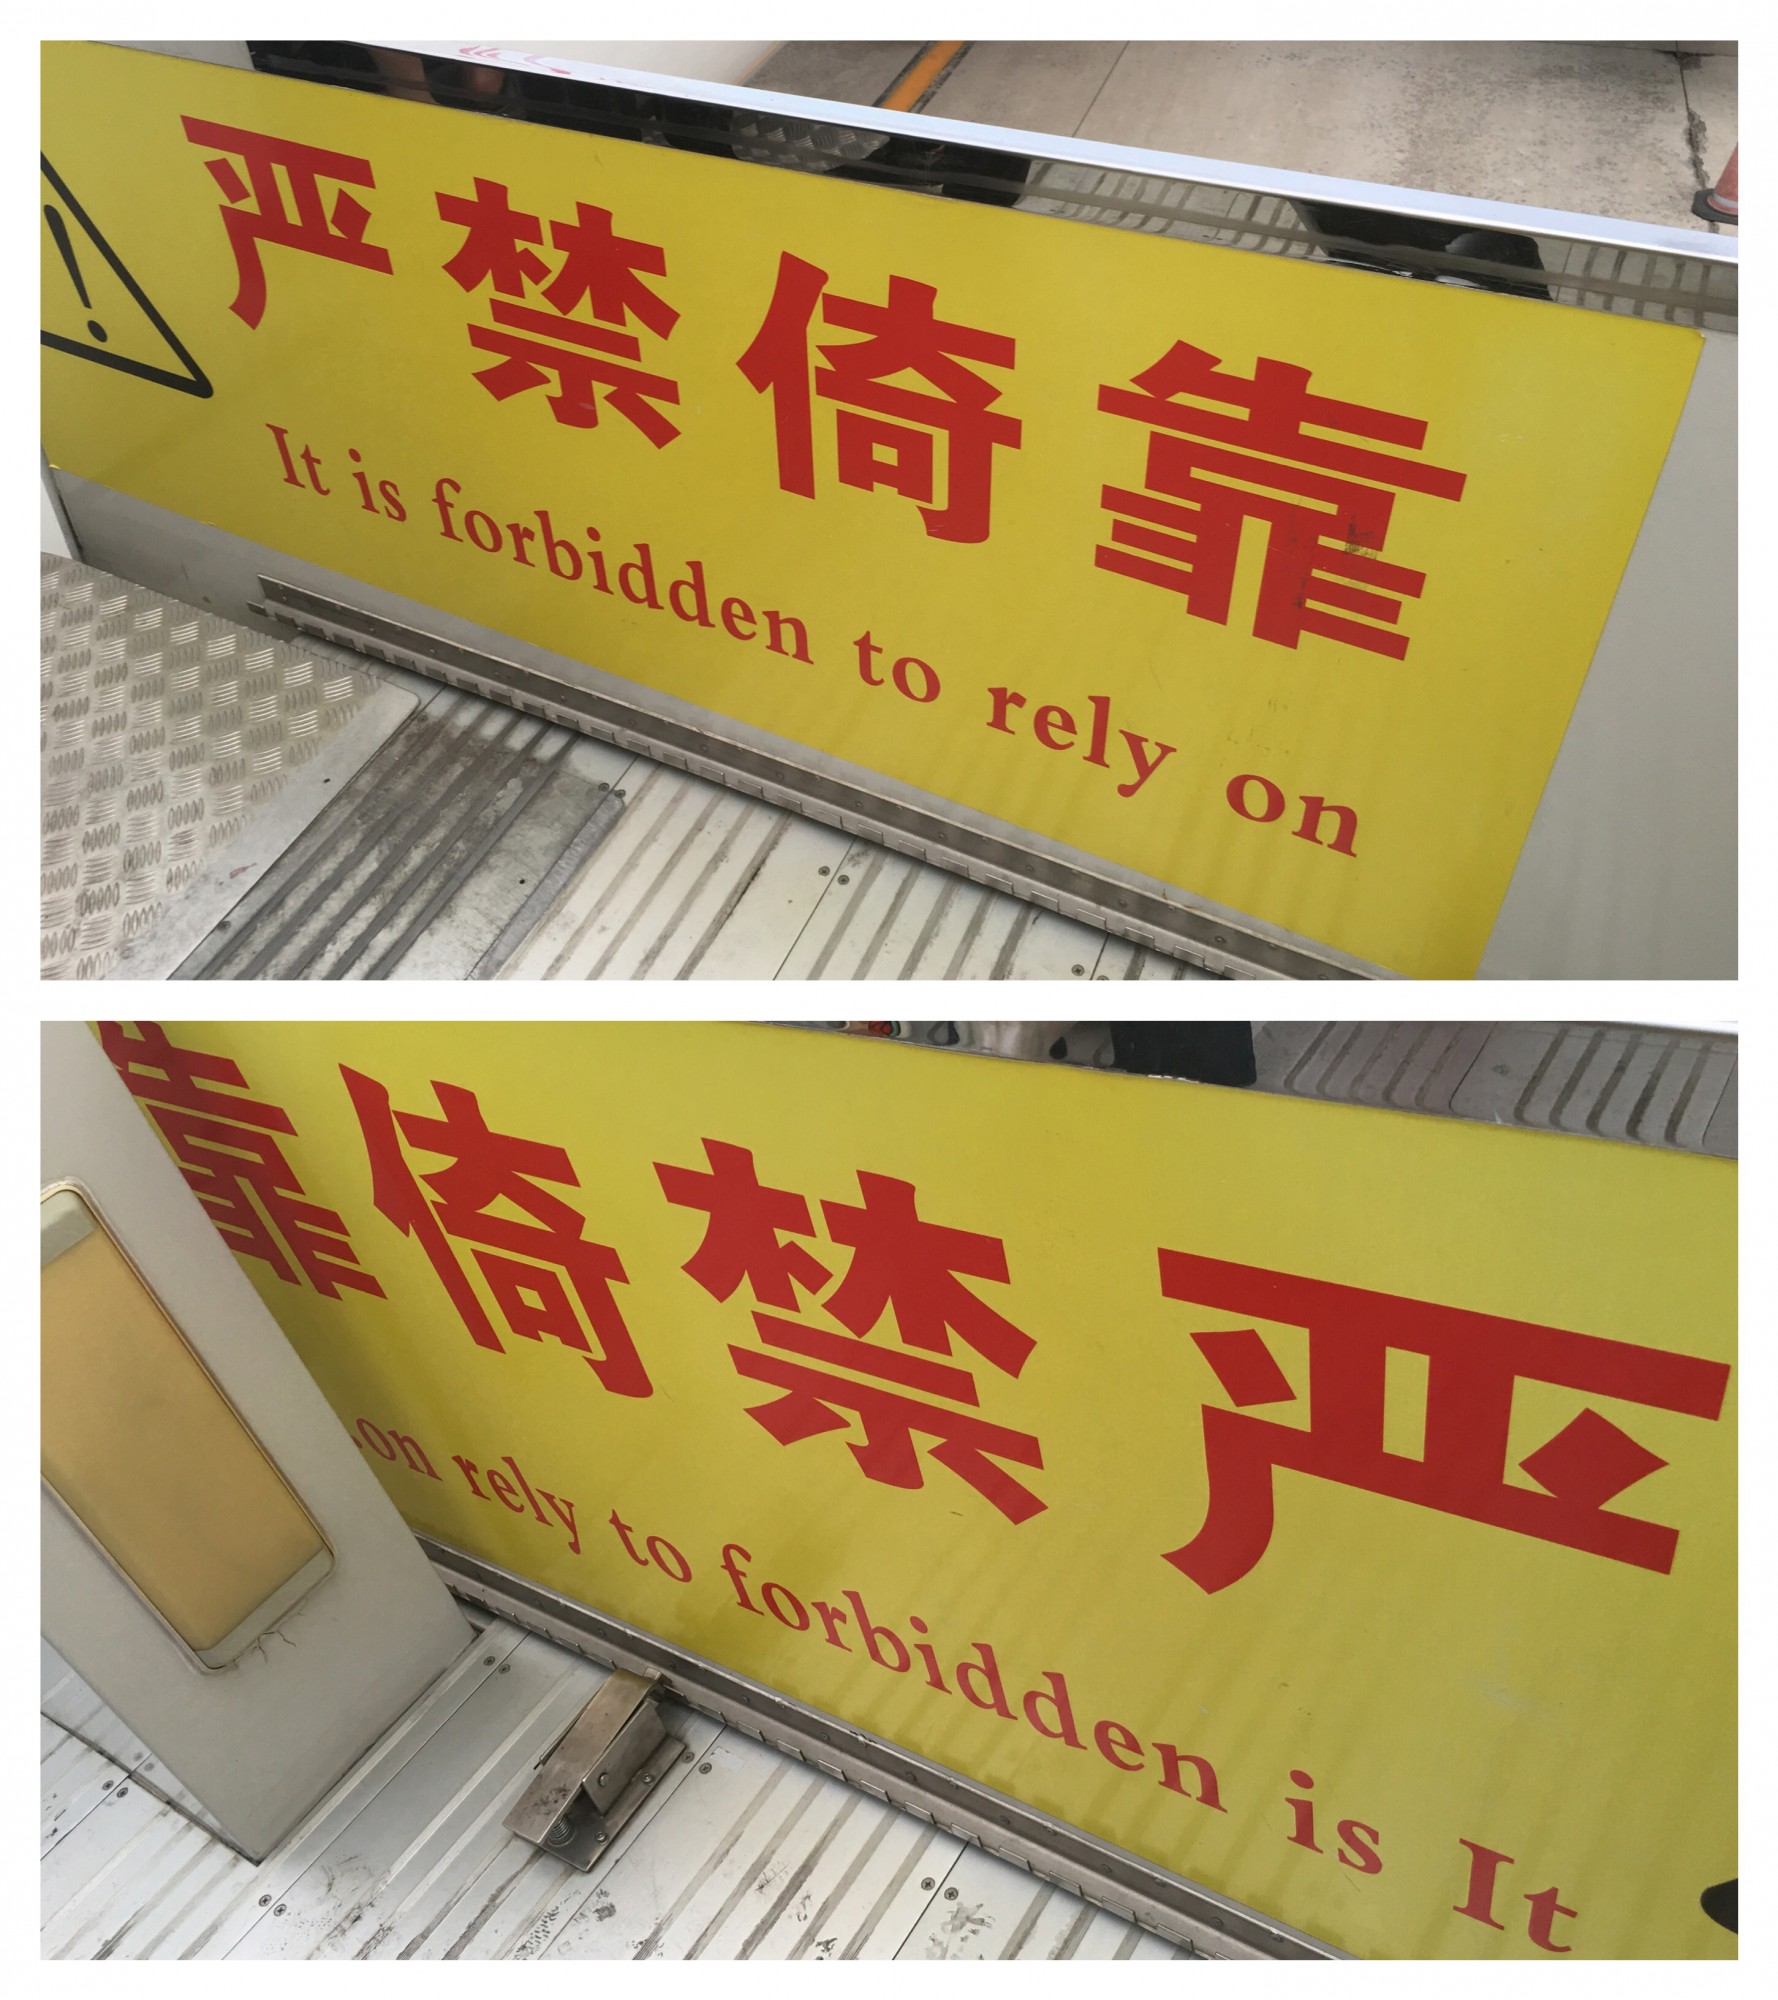 严禁倚靠
It is forbidden to rely on
靠倚禁严
.on rely to forbidden is It